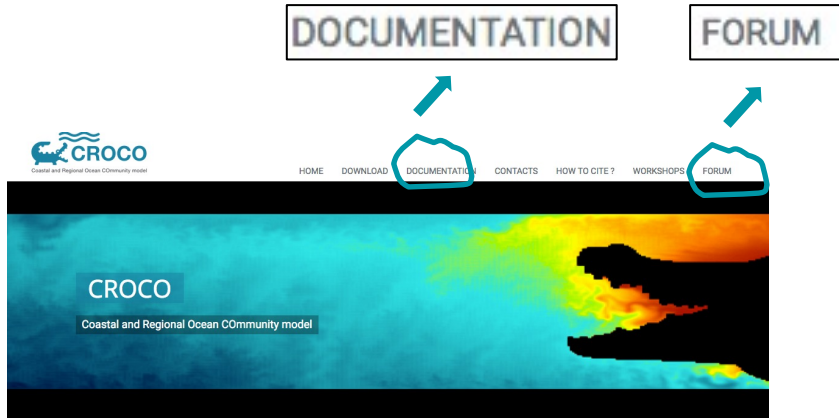 DOCUMENTATION FORUM
CROCO
Coastal and Regional Ocean COmmunity model
HOME DOWNLOAD DOCUMENTATION CONTACTS HOW TO CITE ? WORKSHOPS FORUM
CROCO
Coastal and Regional Ocean COmmunity model